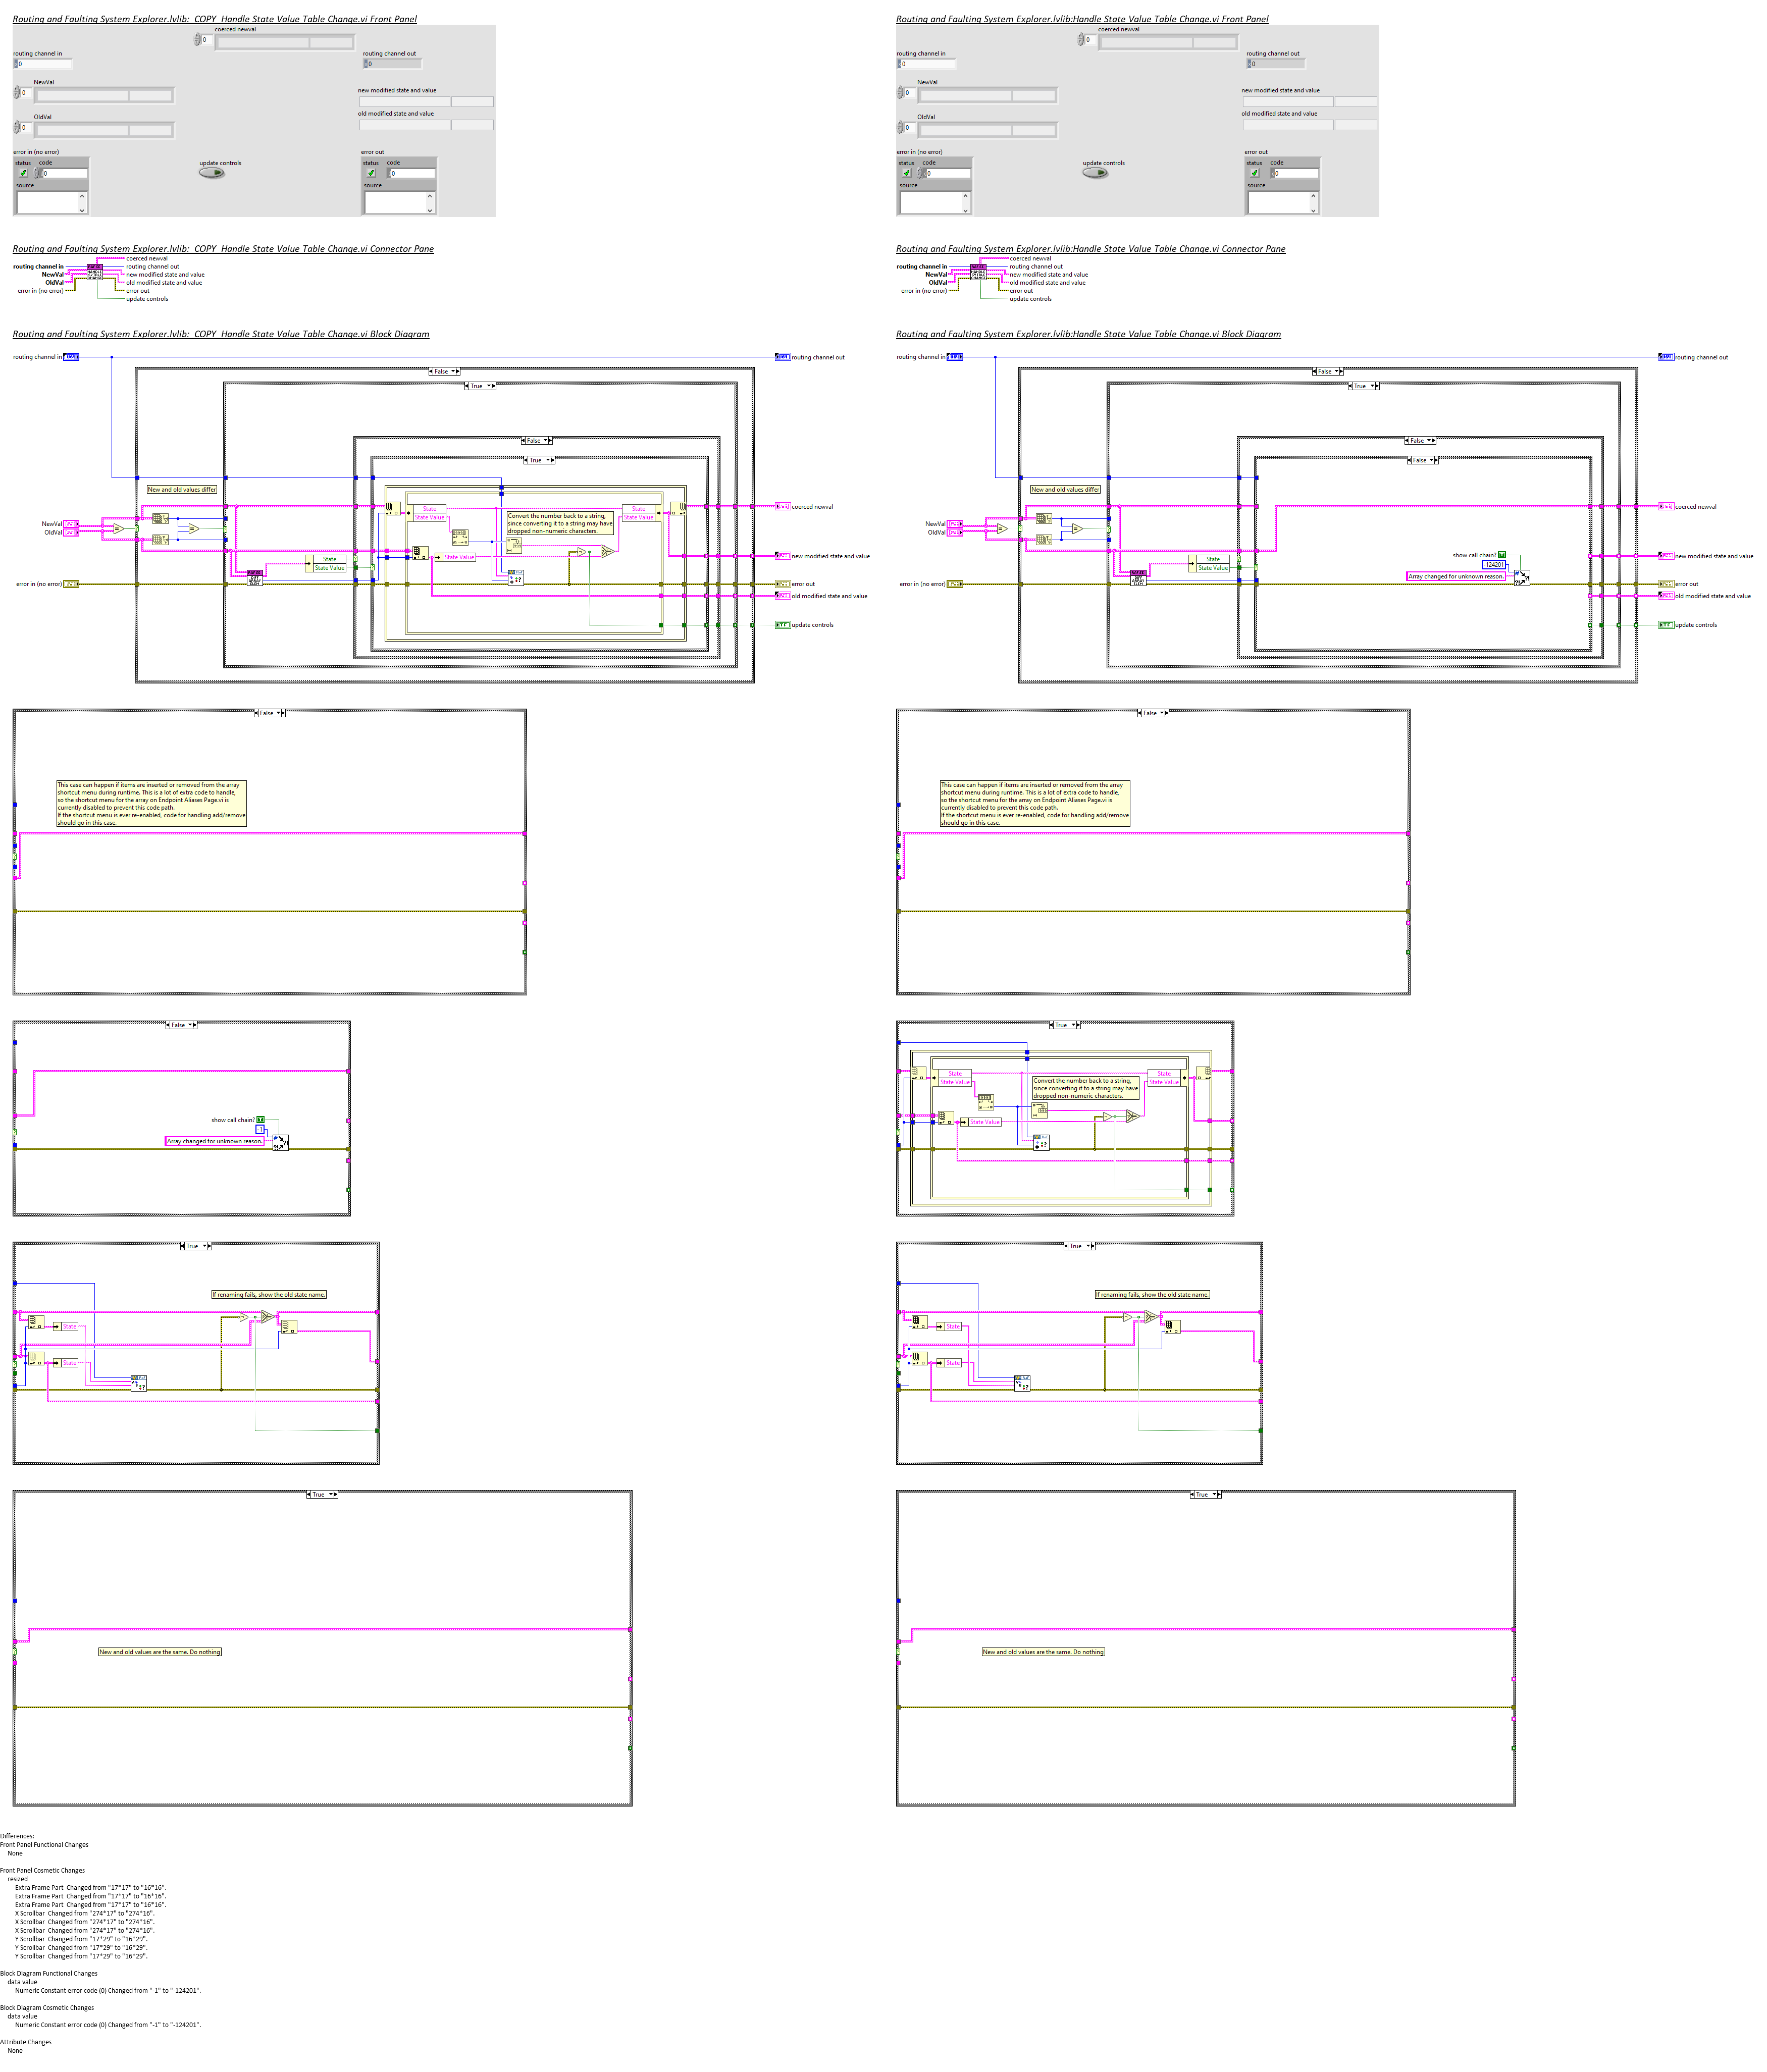 Routing and Faulting System Explorer.lvlib:  COPY  Handle State Value Table Change.vi Front Panel
coerced newval
0
routing channel in
0
routing channel out
0
NewVal
0
new modified state and value
OldVal
0
old modified state and value
error in (no error)
status code
0
source
update controls
error out
status code
0
source
Routing and Faulting System Explorer.lvlib:Handle State Value Table Change.vi Front Panel
coerced newval
0
routing channel in
0
routing channel out
0
NewVal
0
new modified state and value
OldVal
0
old modified state and value
error in (no error)
status code
0
source
update controls
error out
status code
0
source
Routing and Faulting System Explorer.lvlib:  COPY  Handle State Value Table Change.vi Connector Pane
coerced newval
routing channel in
routing channel out
NewVal
new modified state and value
OldVal
old modified state and value
error in (no error)
error out
update controls
Routing and Faulting System Explorer.lvlib:Handle State Value Table Change.vi Connector Pane
coerced newval
routing channel in
routing channel out
NewVal
new modified state and value
OldVal
old modified state and value
error in (no error)
error out
update controls
Routing and Faulting System Explorer.lvlib:  COPY  Handle State Value Table Change.vi Block Diagram
routing channel in
routing channel out
False
True
False
True
New and old values differ
State
State Value
State
State Value
Convert the number back to a string,
since converting it to a string may have
dropped non-numeric characters.
coerced newval
NewVal
OldVal
State Value
State
State Value
new modified state and value
error in (no error)
error out
old modified state and value
update controls
Routing and Faulting System Explorer.lvlib:Handle State Value Table Change.vi Block Diagram
routing channel in
routing channel out
False
True
False
False
New and old values differ
coerced newval
NewVal
OldVal
State
State Value
show call chain?
-124201
Array changed for unknown reason.
new modified state and value
error in (no error)
error out
old modified state and value
update controls
False
This case can happen if items are inserted or removed from the array
shortcut menu during runtime. This is a lot of extra code to handle,
so the shortcut menu for the array on Endpoint Aliases Page.vi is
currently disabled to prevent this code path.
If the shortcut menu is ever re-enabled, code for handling add/remove
should go in this case.
False
This case can happen if items are inserted or removed from the array
shortcut menu during runtime. This is a lot of extra code to handle,
so the shortcut menu for the array on Endpoint Aliases Page.vi is
currently disabled to prevent this code path.
If the shortcut menu is ever re-enabled, code for handling add/remove
should go in this case.
False
show call chain?
-1
Array changed for unknown reason.
True
State
State Value
State
State Value
Convert the number back to a string,
since converting it to a string may have
dropped non-numeric characters.
State Value
True
If renaming fails, show the old state name.
State
State
True
If renaming fails, show the old state name.
State
State
True
New and old values are the same. Do nothing
True
New and old values are the same. Do nothing
Differences:
Front Panel Functional Changes
None
Front Panel Cosmetic Changes
resized
Extra Frame Part  Changed from "17*17" to "16*16".
Extra Frame Part  Changed from "17*17" to "16*16".
Extra Frame Part  Changed from "17*17" to "16*16".
X Scrollbar  Changed from "274*17" to "274*16".
X Scrollbar  Changed from "274*17" to "274*16".
X Scrollbar  Changed from "274*17" to "274*16".
Y Scrollbar  Changed from "17*29" to "16*29".
Y Scrollbar  Changed from "17*29" to "16*29".
Y Scrollbar  Changed from "17*29" to "16*29".
Block Diagram Functional Changes
data value
Numeric Constant error code (0) Changed from "-1" to "-124201".
Block Diagram Cosmetic Changes
data value
Numeric Constant error code (0) Changed from "-1" to "-124201".
Attribute Changes
None